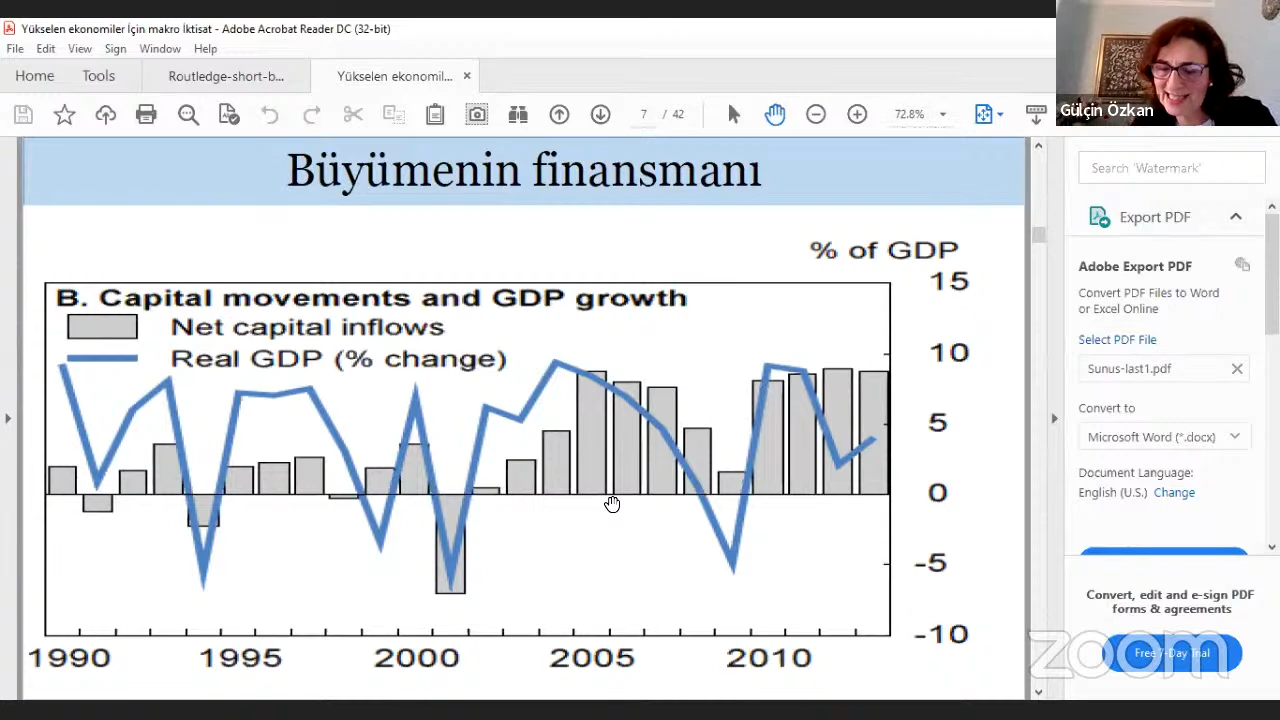 Yükselen ekonomiler İçin makro İktisat - Adobe Acrobat Reader DC (32-bit)
File Edit View Sign Window Help
Home Tools Routledge-short-b... Yükselen ekonomil... ×
7 / 42 72.8%
Gülçin Özkan
Büyümenin finansmanı
% of GDP
B. Capital movements and GDP growth
Net capital inflows
Real GDP (% change)
15
10
5
0
-5
-10
1990 1995 2000 2005 2010
Search 'Watermark'
Export PDF
Adobe Export PDF
Convert PDF Files to Word
or Excel Online
Select PDF File
Sunus-last1.pdf
Convert to
Microsoft Word (*.docx)
Document Language:
English (U.S.) Change
Convert, edit and e-sign PDF
forms & agreements
Free 7-Day Trial
zoom